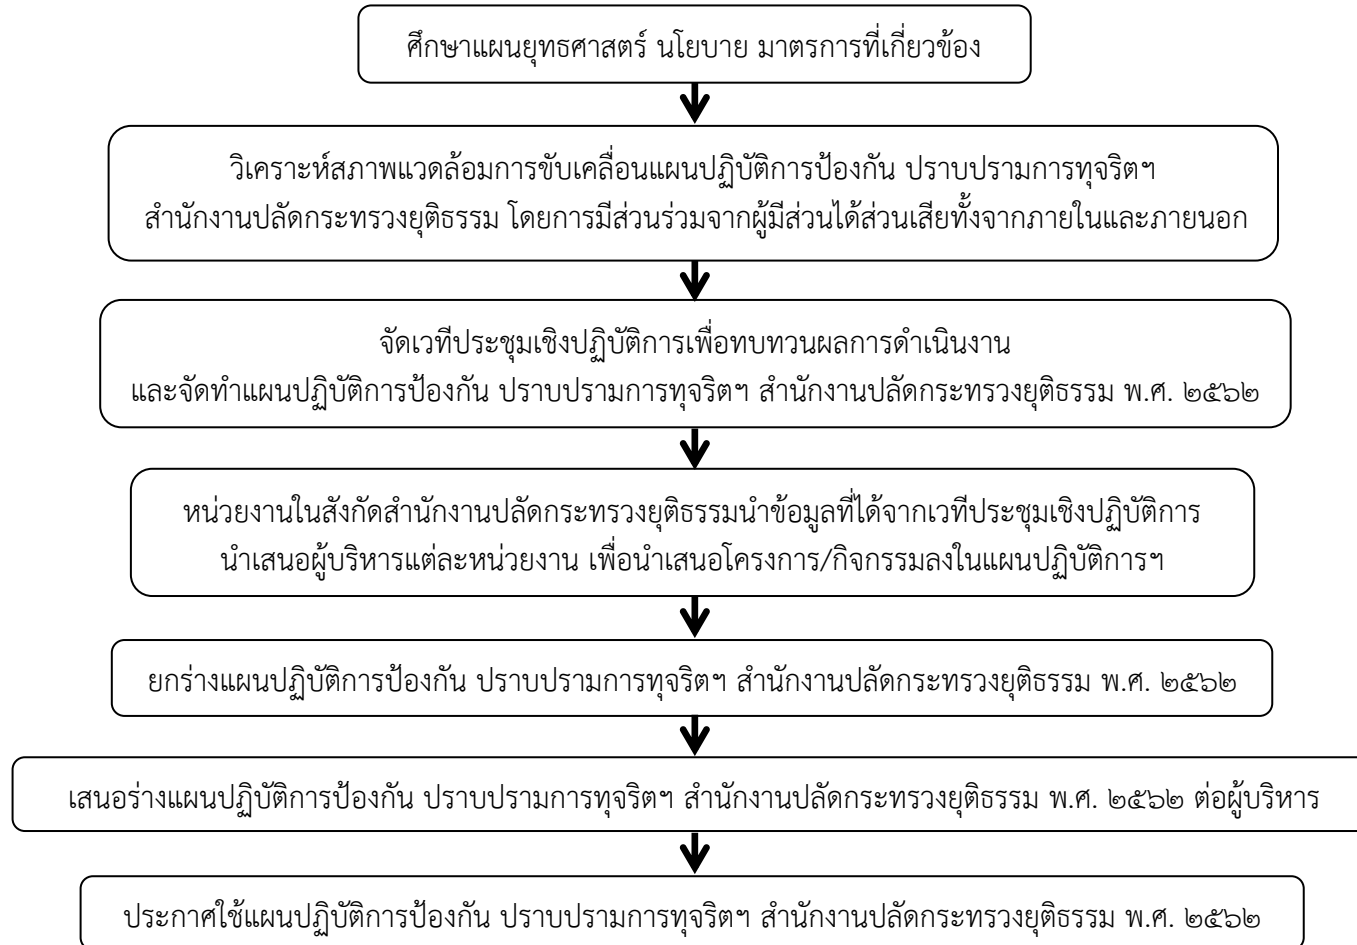 ศึกษาแผนยุทธศาสตร์ นโยบาย มาตรการที่เกี่ยวข้อง
วิเคราะห์สภาพแวดล้อมการขับเคลื่อนแผนปฏิบัติการป้องกัน ปราบปรามการทุจริตฯ
สำนักงานปลัดกระทรวงยุติธรรม โดยการมีส่วนร่วมจากผู้มีส่วนได้ส่วนเสียทั้งจากภายในและภายนอก
จัดเวทีประชุมเชิงปฏิบัติการเพื่อทบทวนผลการดำเนินงาน
และจัดทำแผนปฏิบัติการป้องกัน ปราบปรามการทุจริตฯ สำนักงานปลัดกระทรวงยุติธรรม พ.ศ. ๒๕๖๒
หน่วยงานในสังกัดสำนักงานปลัดกระทรวงยุติธรรมนำข้อมูลที่ได้จากเวทีประชุมเชิงปฏิบัติการ
นำเสนอผู้บริหารแต่ละหน่วยงาน เพื่อนำเสนอโครงการ/กิจกรรมลงในแผนปฏิบัติการฯ
ยกร่างแผนปฏิบัติการป้องกัน ปราบปรามการทุจริตฯ สำนักงานปลัดกระทรวงยุติธรรม พ.ศ. ๒๕๖๒
เสนอร่างแผนปฏิบัติการป้องกัน ปราบปรามการทุจริตฯ สำนักงานปลัดกระทรวงยุติธรรม พ.ศ. ๒๕๖๒ ต่อผู้บริหาร
ประกาศใช้แผนปฏิบัติการป้องกัน ปราบปรามการทุจริตฯ สำนักงานปลัดกระทรวงยุติธรรม พ.ศ. ๒๕๖๒